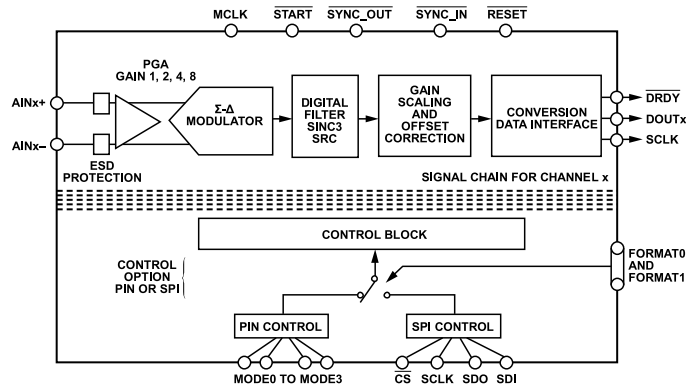 MCLK START SYNC_OUT SYNC_IN RESET
PGA
GAIN 1, 2, 4, 8
AINx+
AINx–
ESD
PROTECTION
Σ-Δ
MODULATOR
DIGITAL
FILTER
SINC3
SRC
GAIN
SCALING
AND
OFFSET
CORRECTION
CONVERSION
DATA INTERFACE
DRDY
DOUTx
SCLK
SIGNAL CHAIN FOR CHANNEL x
CONTROL BLOCK
CONTROL
OPTION
PIN OR SPI
FORMAT0
AND
FORMAT1
PIN CONTROL
SPI CONTROL
MODE0 TO MODE3
CS SCLK SDO SDI